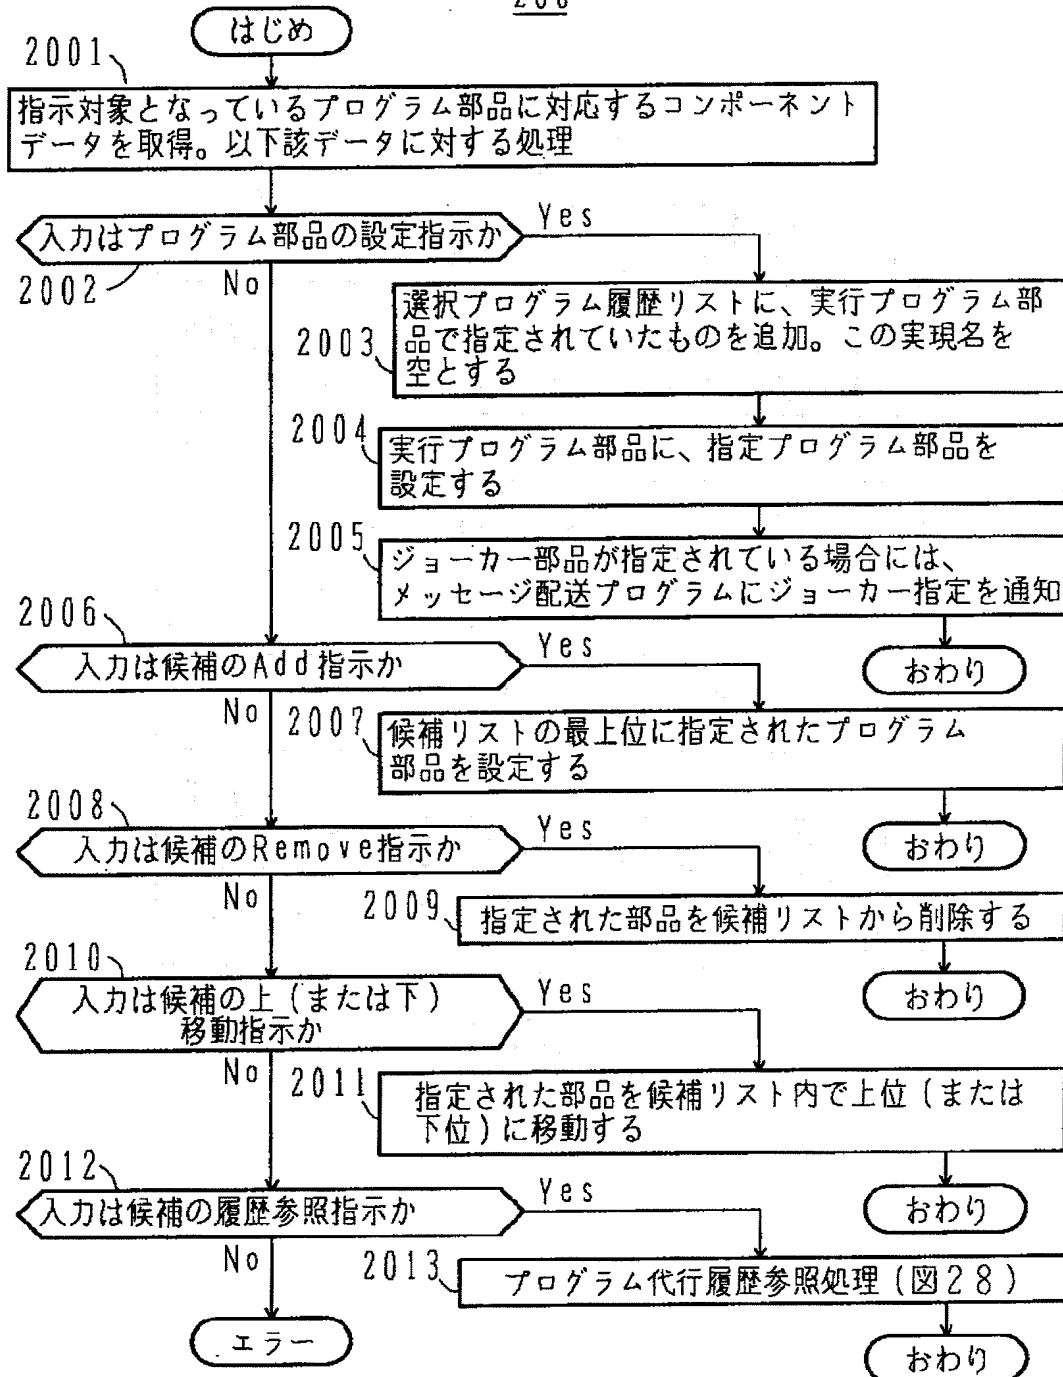 はじめ
2001
指示対象となっているプログラム部品に対応するコンポーネント
データを取得。以下該データに対する処理
入力はプログラム部品の設定指示か
Yes
2002
No
選択プログラム履歴リストに、実行プログラム部
品で指定されていたものを追加。この実現名を
空とする
2003
2004
実行プログラム部品に、指定プログラム部品を
設定する
2005
ジョーカー部品が指定されている場合には、
メッセージ配送プログラムにジョーカー指定を通知
2006
入力は候補のAdd指示か
Yes
おわり
No
2007
候補リストの最上位に指定されたプログラム
部品を設定する
2008
入力は候補のRemove指示か
Yes
おわり
No
2009
指定された部品を候補リストから削除する
2010
入力は候補の上(または下)
移動指示か
Yes
おわり
No
2011
指定された部品を候補リスト内で上位(または
下位)に移動する
2012
入力は候補の履歴参照指示か
Yes
おわり
No
2013
プログラム代行履歴参照処理(図28)
エラー
おわり